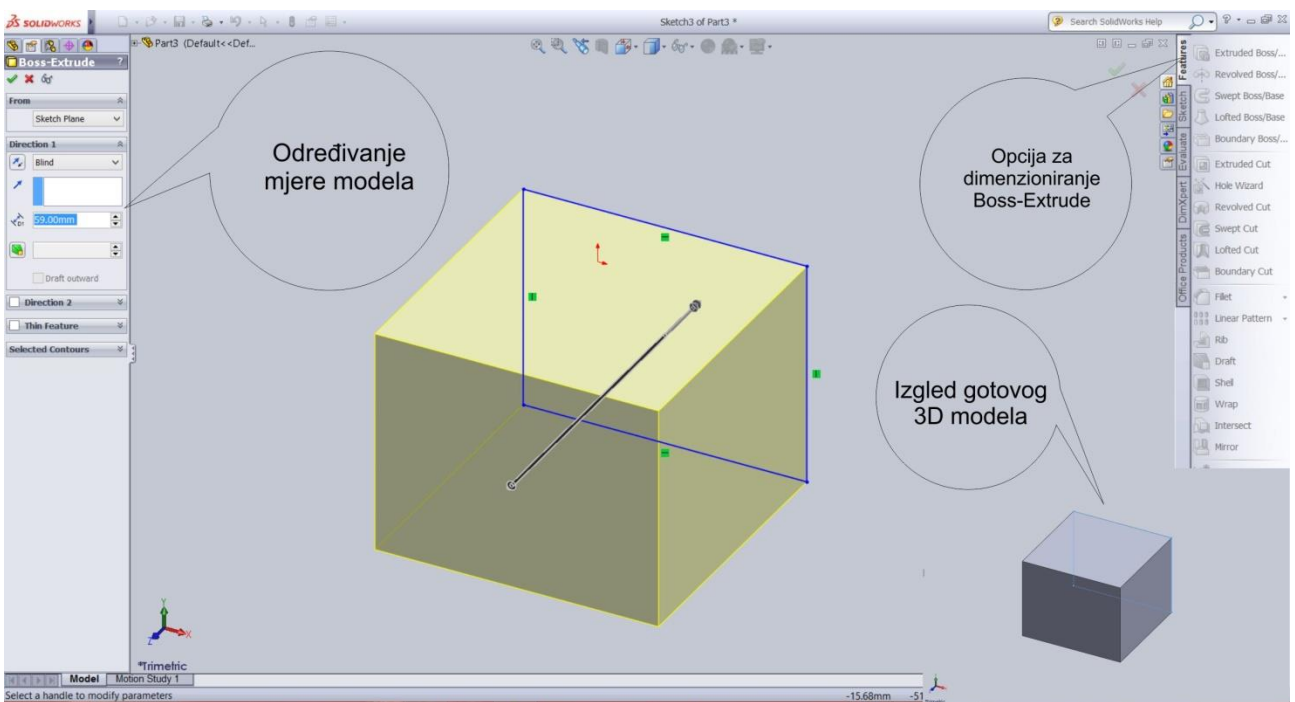 SOLIDWORKS
Sketch3 of Part3 *
Search SolidWorks Help
Part3 (Default<<Def...
Boss-Extrude
?
From
Sketch Plane
Direction 1
Blind
59.00mm
Draft outward
Direction 2
Thin Feature
Selected Contours
Određivanje
mjere modela
Opcija za
dimenzioniranje
Boss-Extrude
Izgled gotovog
3D modela
Features
Sketch
Evaluate
DimXpert
Office Products
Extruded Boss/...
Revolved Boss/...
Swept Boss/Base
Lofted Boss/Base
Boundary Boss/...
Extruded Cut
Hole Wizard
Revolved Cut
Swept Cut
Lofted Cut
Boundary Cut
Fillet
Linear Pattern
Rib
Draft
Shell
Wrap
Intersect
Mirror
Y
X
Z
*Trimetric
Model
Motion Study 1
Select a handle to modify parameters
-15.68mm
-51